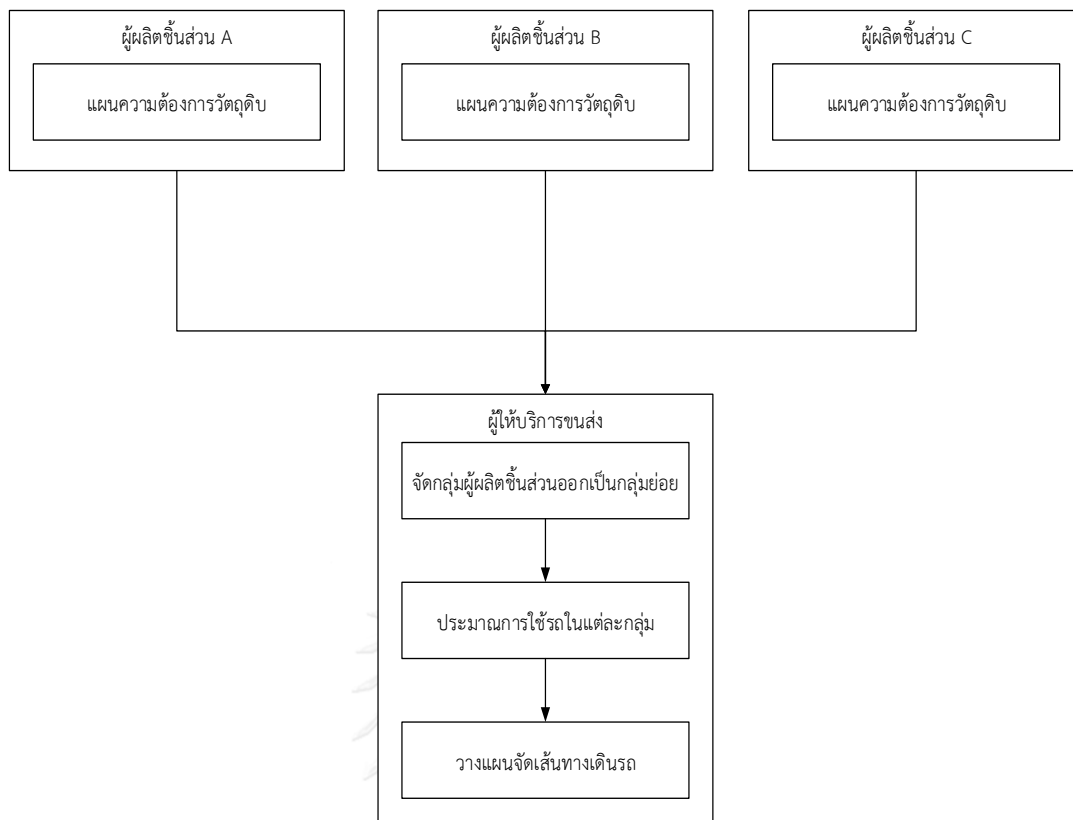 ผู้ผลิตชิ้นส่วน A
แผนความต้องการวัตถุดิบ
ผู้ผลิตชิ้นส่วน B
แผนความต้องการวัตถุดิบ
ผู้ผลิตชิ้นส่วน C
แผนความต้องการวัตถุดิบ
ผู้ให้บริการขนส่ง
จัดกลุ่มผู้ผลิตชิ้นส่วนออกเป็นกลุ่มย่อย
ประมาณการใช้รถในแต่ละกลุ่ม
วางแผนจัดเส้นทางเดินรถ